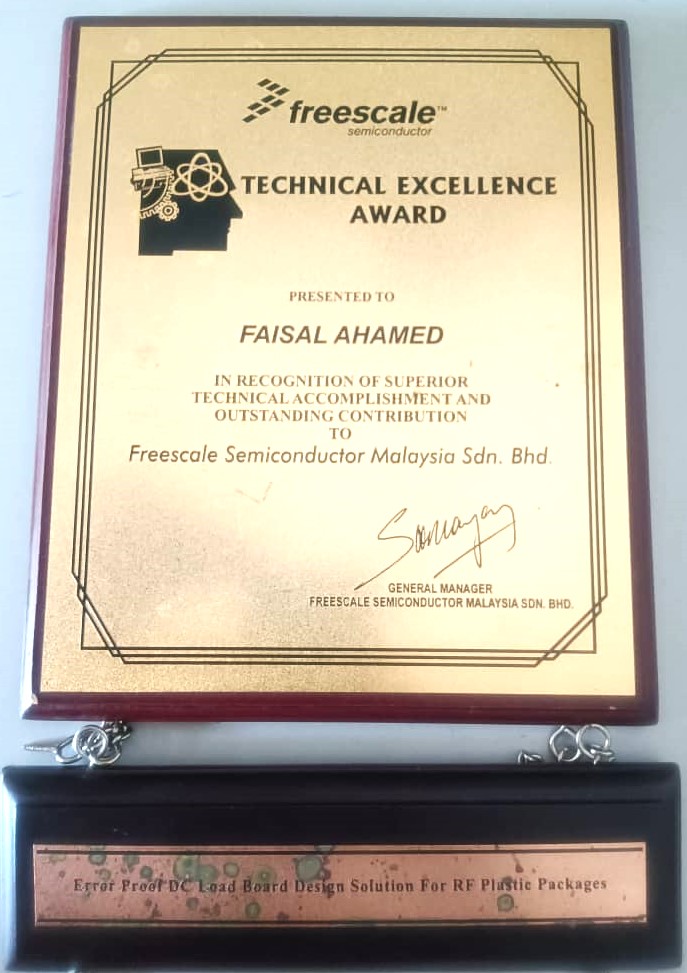 freescale™
semiconductor
TECHNICAL EXCELLENCE
AWARD
PRESENTED TO
FAISAL AHAMED
IN RECOGNITION OF SUPERIOR
TECHNICAL ACCOMPLISHMENT AND
OUTSTANDING CONTRIBUTION
TO
Freescale Semiconductor Malaysia Sdn. Bhd.
GENERAL MANAGER
FREESCALE SEMICONDUCTOR MALAYSIA SDN. BHD.
Error Proof DC Load Board Design Solution For RF Plastic Packages